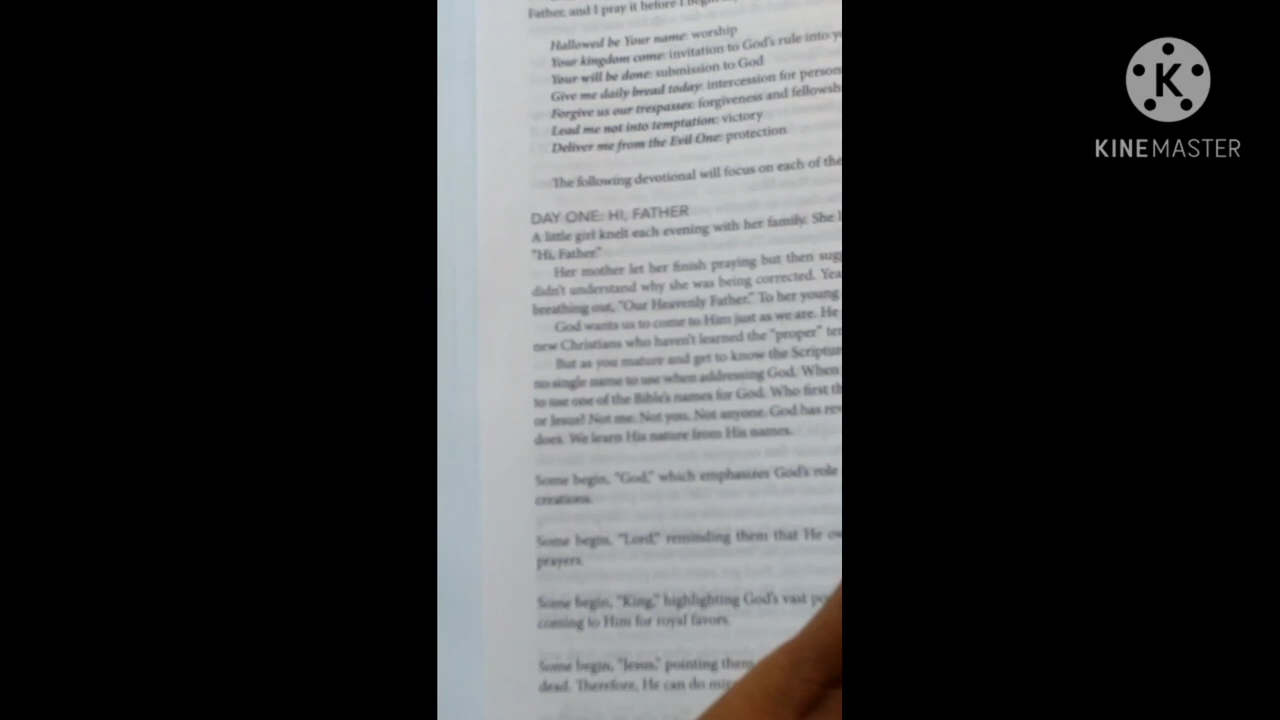 Father, and I pray it before I begin
Hallowed be Your name: worship
Your kingdom come: invitation to God's rule into
Your will be done: submission to God
Give me daily bread today: intercession for
Forgive us our trespasses: forgiveness and
Lead me not into temptation: victory
Deliver me from the Evil One: protection
The following devotional will focus on each of the
DAY ONE: HI, FATHER
A little girl knelt each evening with her family. She
"Hi, Father."
Her mother let her finish praying but then
didn't understand why she was being corrected.
breathing out, "Our Heavenly Father." To her young
God wants us to come to Him just as we are. He
new Christians who haven't learned the "proper"
But as you mature and get to know the
no single name to use when addressing God. When
to use one of the Bible's names for God. Who first
or Jesus? Not me. Not you. Not anyone. God has
does. We learn His nature from His names.
Some begin, "God," which emphasizes God's role
creations.
Some begin, "Lord," reminding them that He
prayers.
Some begin, "King," highlighting God's vast
coming to Him for royal favors.
Some begin, "Jesus," pointing them
dead. Therefore, He can do
K
KINEMASTER